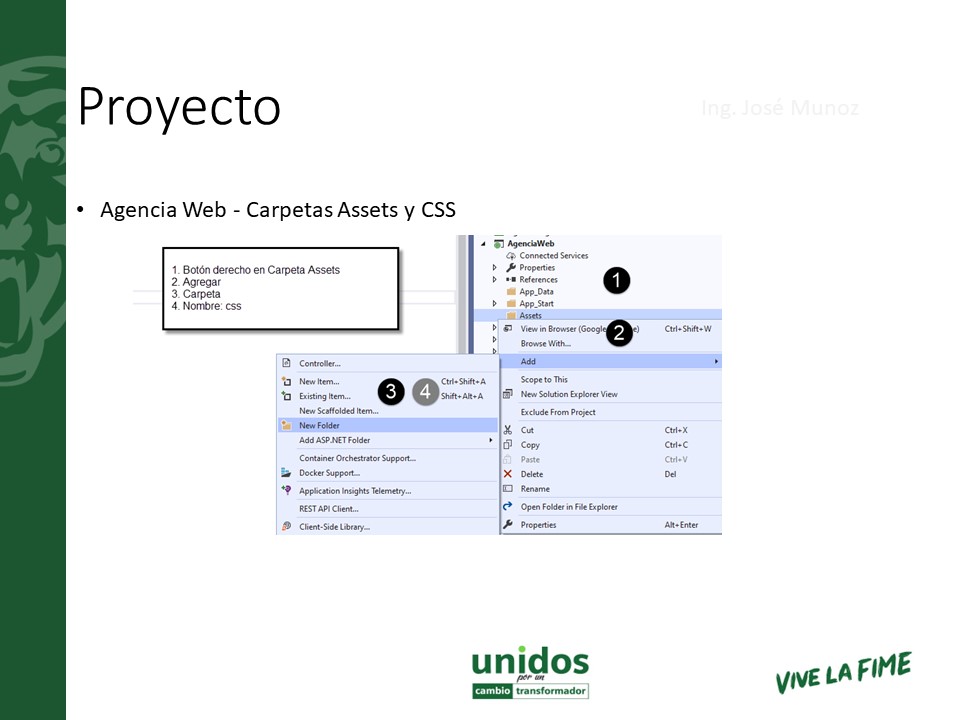 Proyecto
Ing. José Munoz
• Agencia Web - Carpetas Assets y CSS
1. Botón derecho en Carpeta Assets
2. Agregar
3. Carpeta
4. Nombre: css
AgenciaWeb
Connected Services
Properties
References
App_Data
App_Start
Assets
1
View in Browser (Google e) Ctrl+Shift+W
2
Browse With...
Add
Scope to This
New Solution Explorer View
Exclude From Project
Cut Ctrl+X
Copy Ctrl+C
Paste Ctrl+V
Delete Del
Rename
Open Folder in File Explorer
Properties Alt+Enter
Controller...
New Item... Ctrl+Shift+A
Existing Item... Shift+Alt+A
3 4
New Scaffolded Item...
New Folder
Add ASP.NET Folder
Container Orchestrator Support...
Docker Support...
Application Insights Telemetry...
REST API Client...
Client-Side Library...
unidos
por un
cambio transformador
VIVE LA FIME